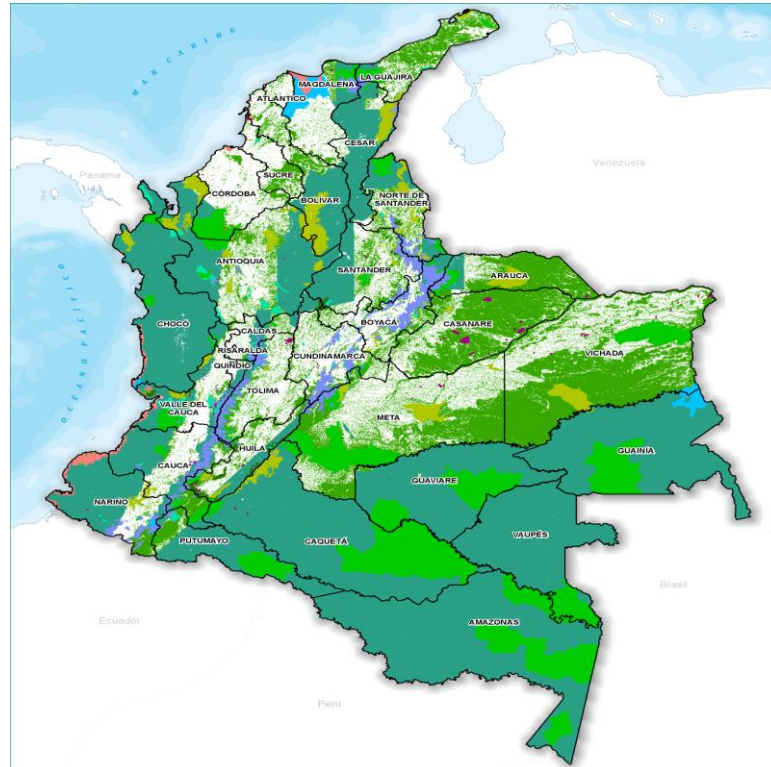 Aruba
MAR CARIBE
LA GUAJIRA
MAGDALENA
ATLÁNTICO
CESAR
Venezuela
Panama
SUCRE
CÓRDOBA
BOLÍVAR
NORTE DE
SANTANDER
ANTIOQUIA
SANTANDER
ARAUCA
OCÉANO PACÍFICO
CHOCÓ
BOYACÁ
CASANARE
CALDAS
RISARALDA
CUNDINAMARCA
VICHADA
QUINDÍO
TOLIMA
VALLE DEL
CAUCA
META
HUILA
GUAINÍA
CAUCA
GUAVIARE
NARIÑO
PUTUMAYO
CAQUETÁ
VAUPÉS
Brasil
Ecuador
AMAZONAS
Perú